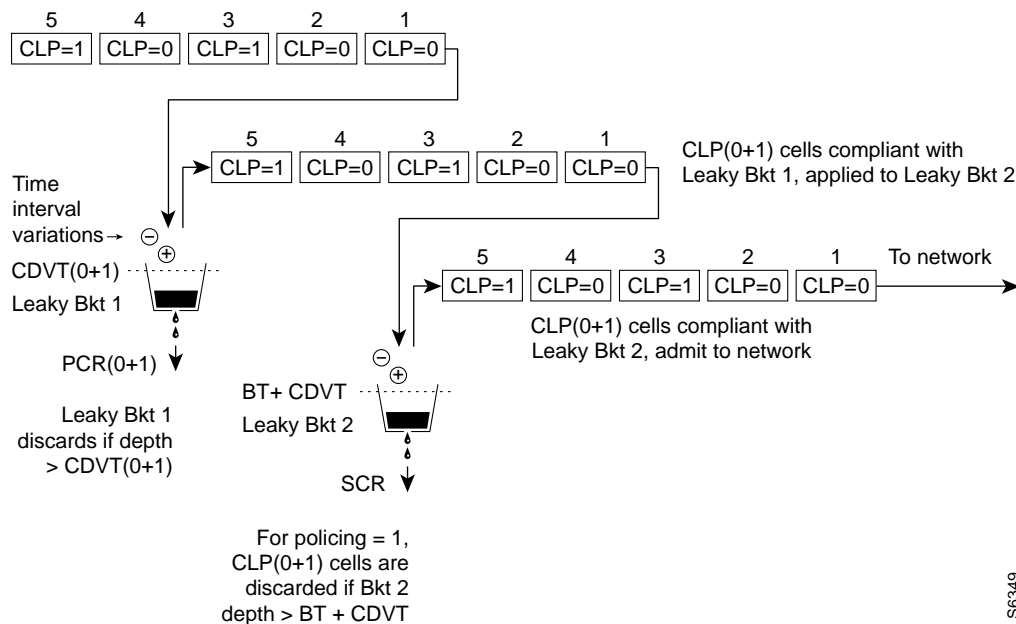 5 4 3 2 1
CLP=1 CLP=0 CLP=1 CLP=0 CLP=0
5 4 3 2 1
CLP=1 CLP=0 CLP=1 CLP=0 CLP=0
CLP(0+1) cells compliant with
Leaky Bkt 1, applied to Leaky Bkt 2
Time
interval
variations
− +
CDVT(0+1)
Leaky Bkt 1
PCR(0+1)
Leaky Bkt 1
discards if depth
> CDVT(0+1)
5 4 3 2 1
CLP=1 CLP=0 CLP=1 CLP=0 CLP=0
To network
CLP(0+1) cells compliant with
Leaky Bkt 2, admit to network
− +
BT+ CDVT
Leaky Bkt 2
SCR
For policing = 1,
CLP(0+1) cells are
discarded if Bkt 2
depth > BT + CDVT
S6349